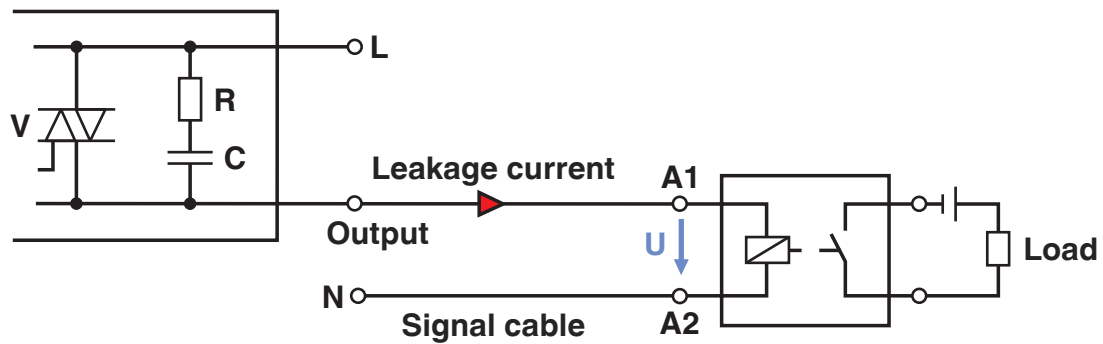 L
R
V
C
Leakage current
A1
Output
U
Load
N
Signal cable
A2